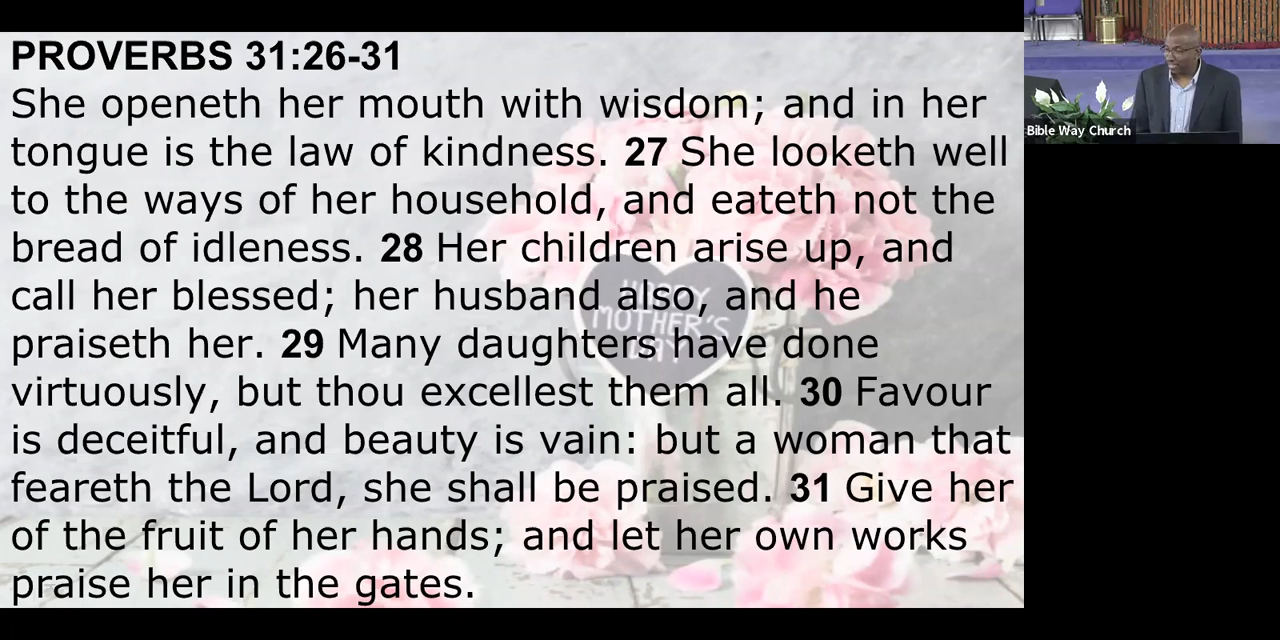 PROVERBS 31:26-31
She openeth her mouth with wisdom; and in her
tongue is the law of kindness. 27 She looketh well
to the ways of her household, and eateth not the
bread of idleness. 28 Her children arise up, and
call her blessed; her husband also, and he
praiseth her. 29 Many daughters have done
virtuously, but thou excellest them all. 30 Favour
is deceitful, and beauty is vain: but a woman that
feareth the Lord, she shall be praised. 31 Give her
of the fruit of her hands; and let her own works
praise her in the gates.
HAPPY
MOTHER'S
DAY
Bible Way Church